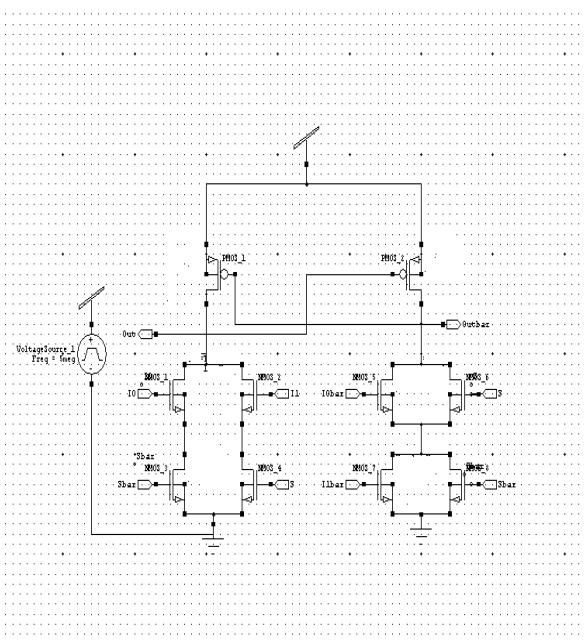 PMOS_1
PMOS_2
Out
Outbar
VoltageSource_1
Freq = 5meg
NMOS_1
NMOS_2
NMOS_5
NMOS_6
I0
I1
I0bar
S
Sbar
NMOS_3
NMOS_4
NMOS_7
Sbar
S
I1bar
Sbar